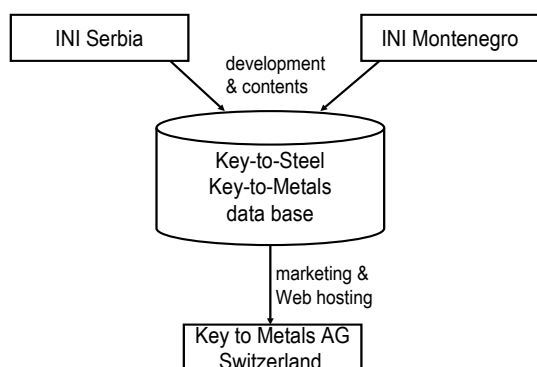 INI Serbia
INI Montenegro
development
& contents
Key-to-Steel
Key-to-Metals
data base
marketing &
Web hosting
Key to Metals AG
Switzerland